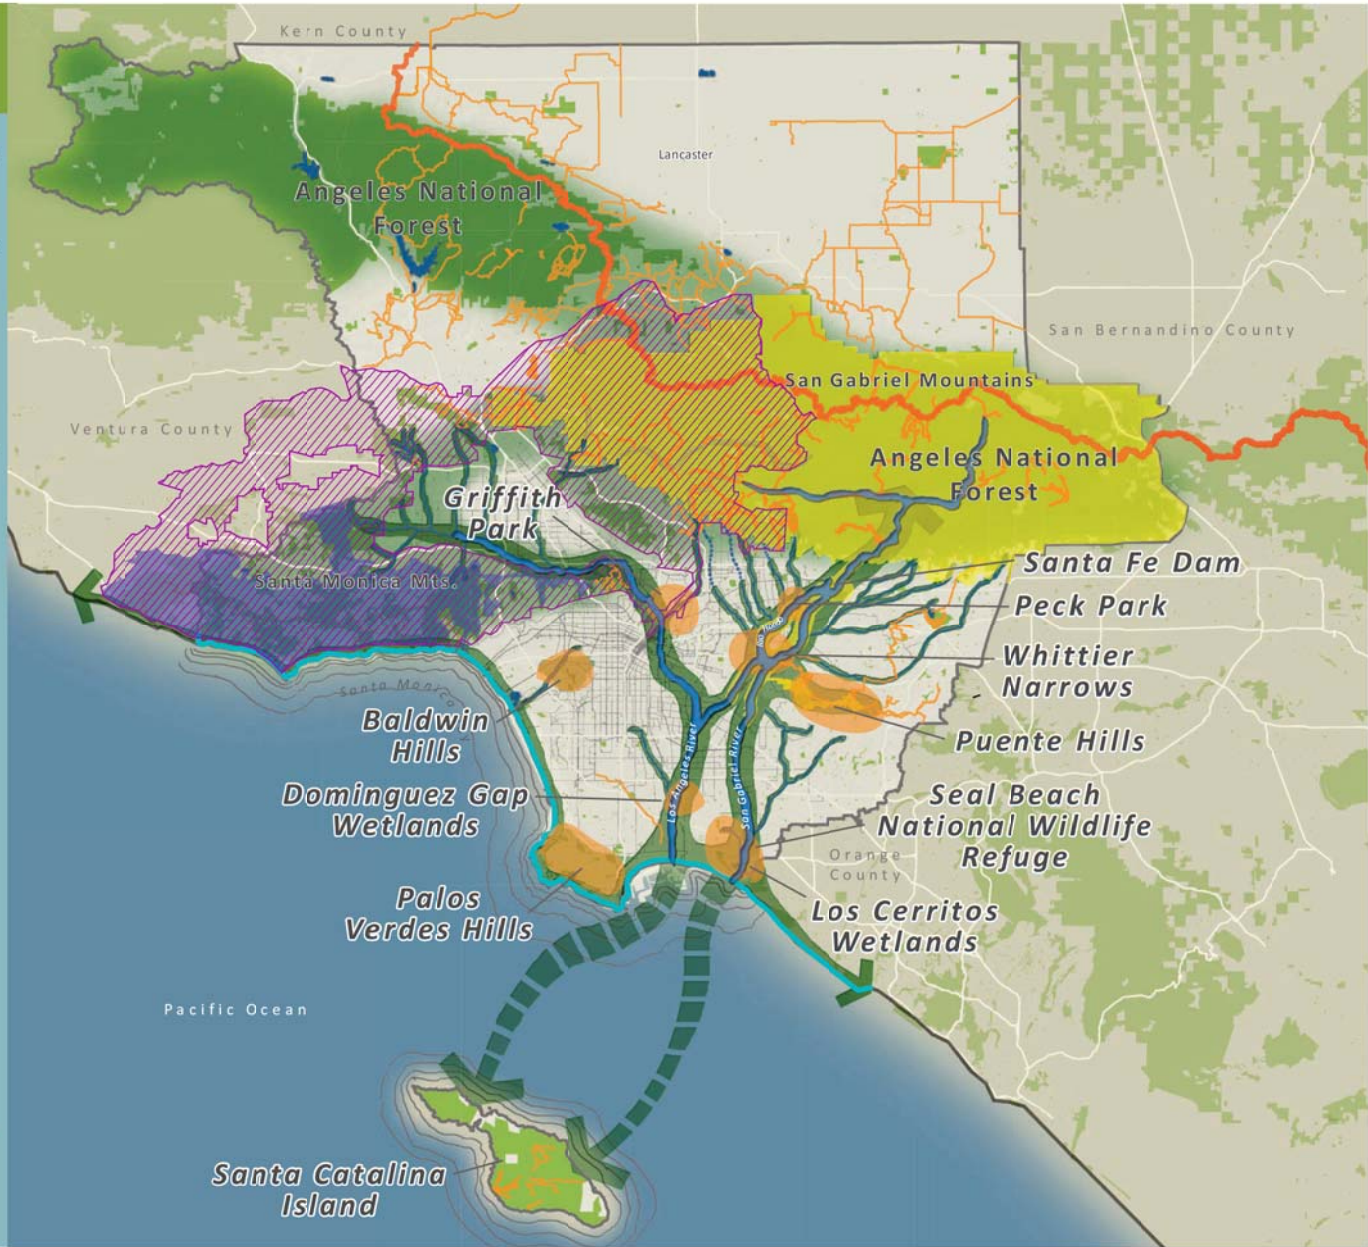 Kern County
Lancaster
Angeles National
Forest
San Bernandino County
San Gabriel Mountains
Ventura County
Angeles National
Forest
Griffith
Park
Santa Fe Dam
Santa Monica Mts.
Peck Park
Rio Hondo
Whittier
Narrows
Santa Monica
Baldwin
Hills
Puente Hills
Los Angeles River
San Gabriel River
Dominguez Gap
Wetlands
Seal Beach
National Wildlife
Refuge
Orange
County
Palos
Verdes Hills
Los Cerritos
Wetlands
Pacific Ocean
Santa Catalina
Island